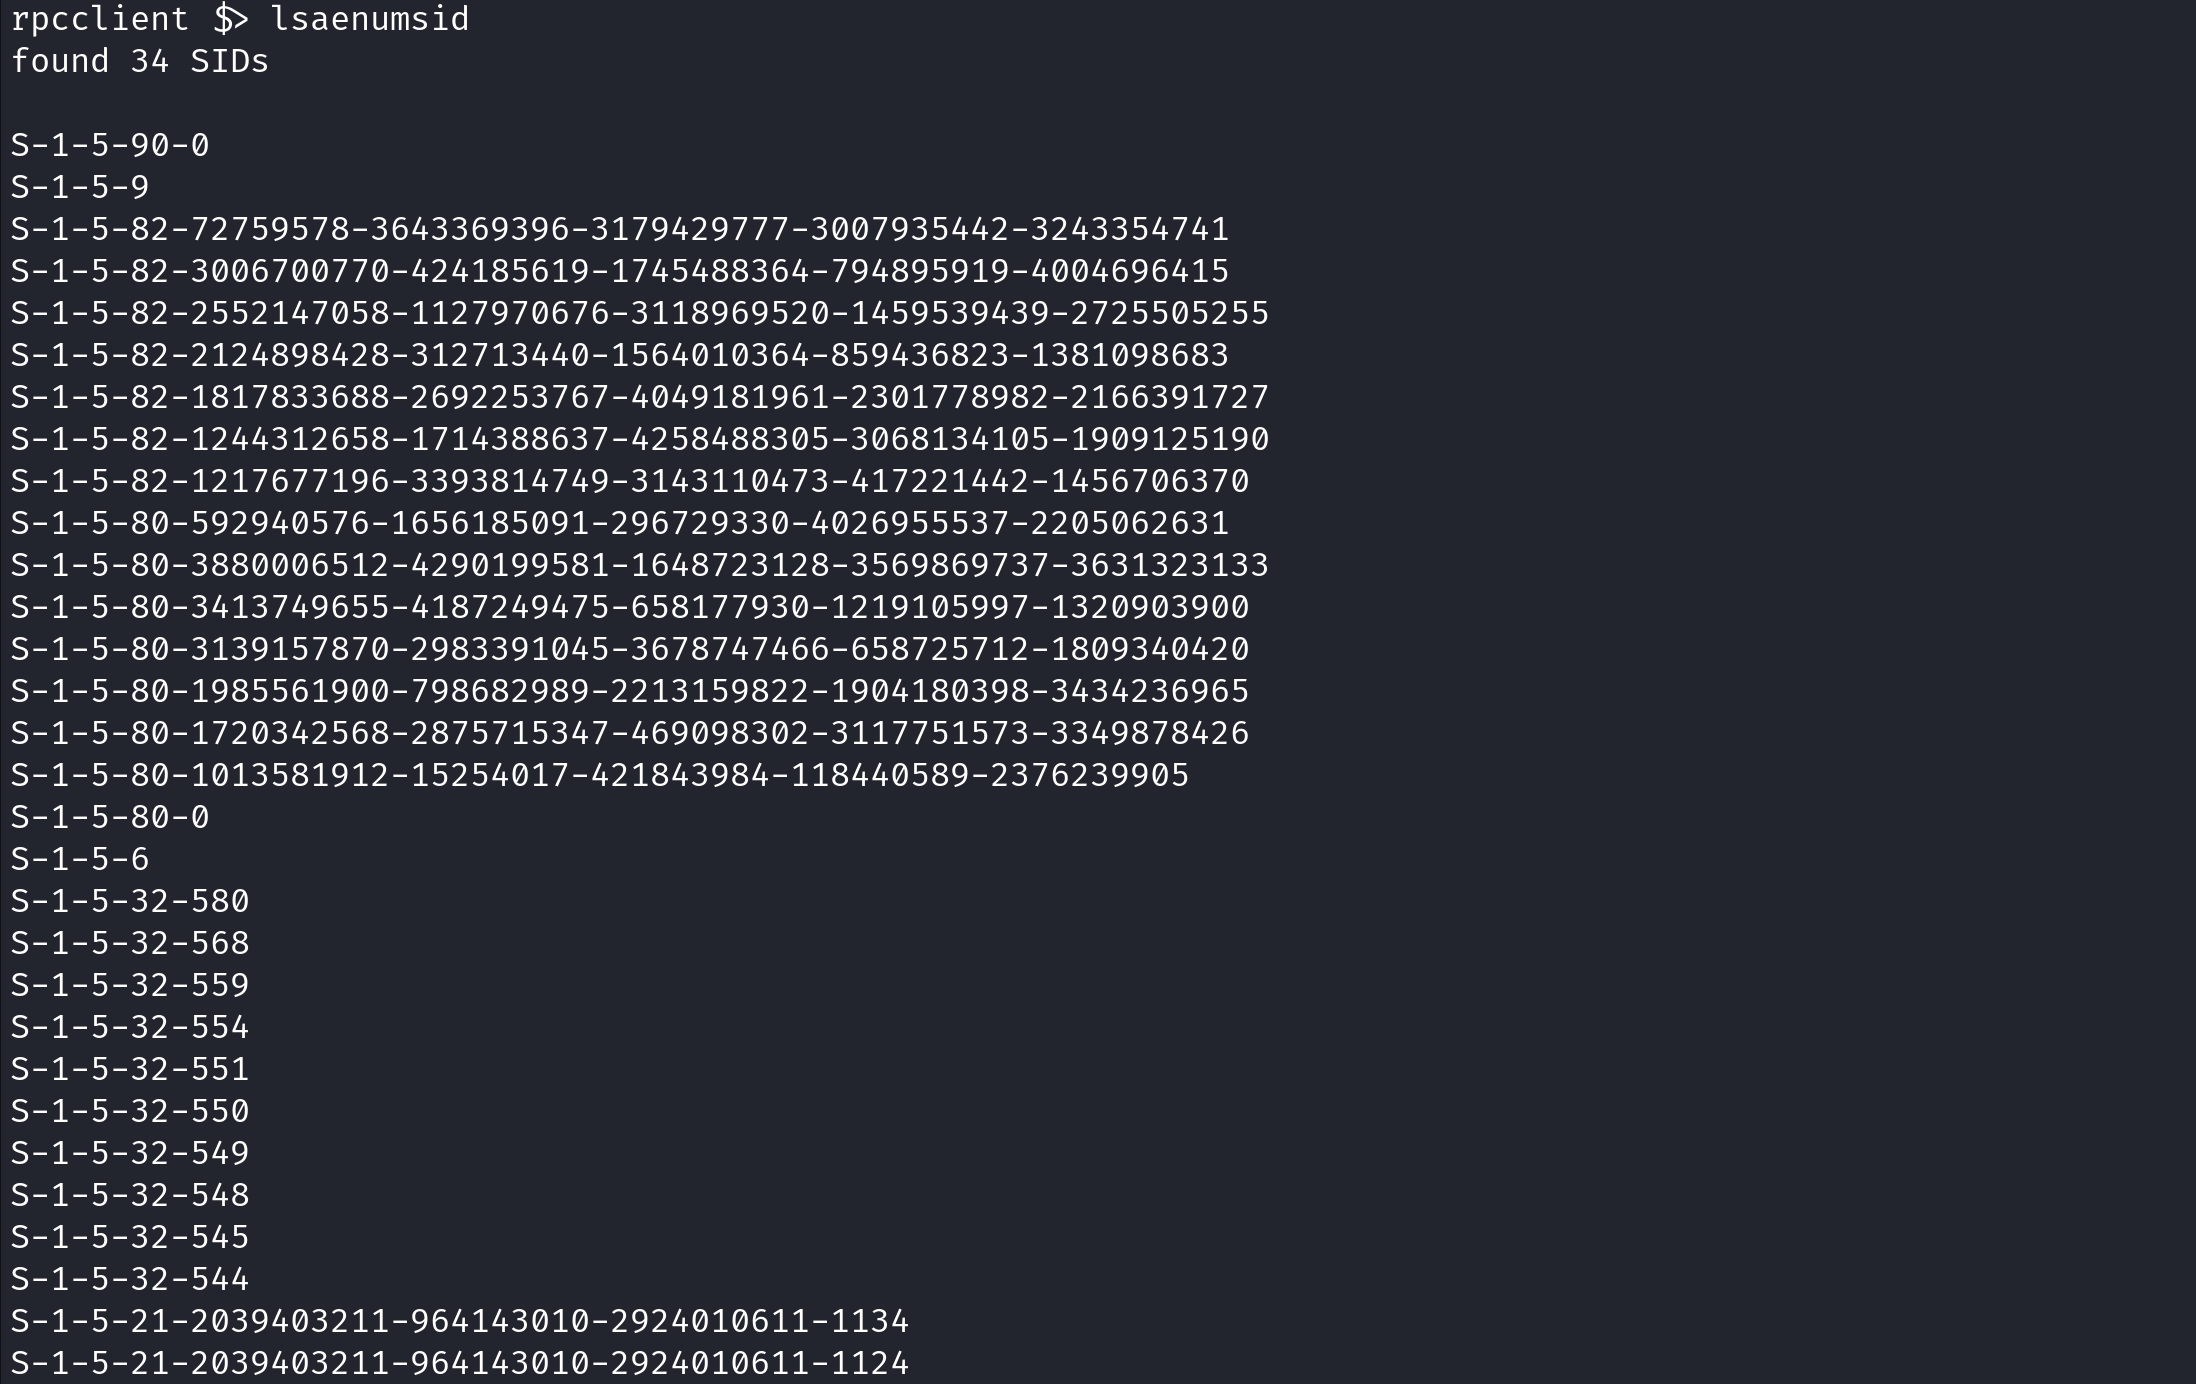 rpcclient $> lsaenumsid
found 34 SIDs
S-1-5-90-0
S-1-5-9
S-1-5-82-72759578-3643369396-3179429777-3007935442-3243354741
S-1-5-82-3006700770-424185619-1745488364-794895919-4004696415
S-1-5-82-2552147058-1127970676-3118969520-1459539439-2725505255
S-1-5-82-2124898428-312713440-1564010364-859436823-1381098683
S-1-5-82-1817833688-2692253767-4049181961-2301778982-2166391727
S-1-5-82-1244312658-1714388637-4258488305-3068134105-1909125190
S-1-5-82-1217677196-3393814749-3143110473-417221442-1456706370
S-1-5-80-592940576-1656185091-296729330-4026955537-2205062631
S-1-5-80-3880006512-4290199581-1648723128-3569869737-3631323133
S-1-5-80-3413749655-4187249475-658177930-1219105997-1320903900
S-1-5-80-3139157870-2983391045-3678747466-658725712-1809340420
S-1-5-80-1985561900-798682989-2213159822-1904180398-3434236965
S-1-5-80-1720342568-2875715347-469098302-3117751573-3349878426
S-1-5-80-1013581912-15254017-421843984-118440589-2376239905
S-1-5-80-0
S-1-5-6
S-1-5-32-580
S-1-5-32-568
S-1-5-32-559
S-1-5-32-554
S-1-5-32-551
S-1-5-32-550
S-1-5-32-549
S-1-5-32-548
S-1-5-32-545
S-1-5-32-544
S-1-5-21-2039403211-964143010-2924010611-1134
S-1-5-21-2039403211-964143010-2924010611-1124